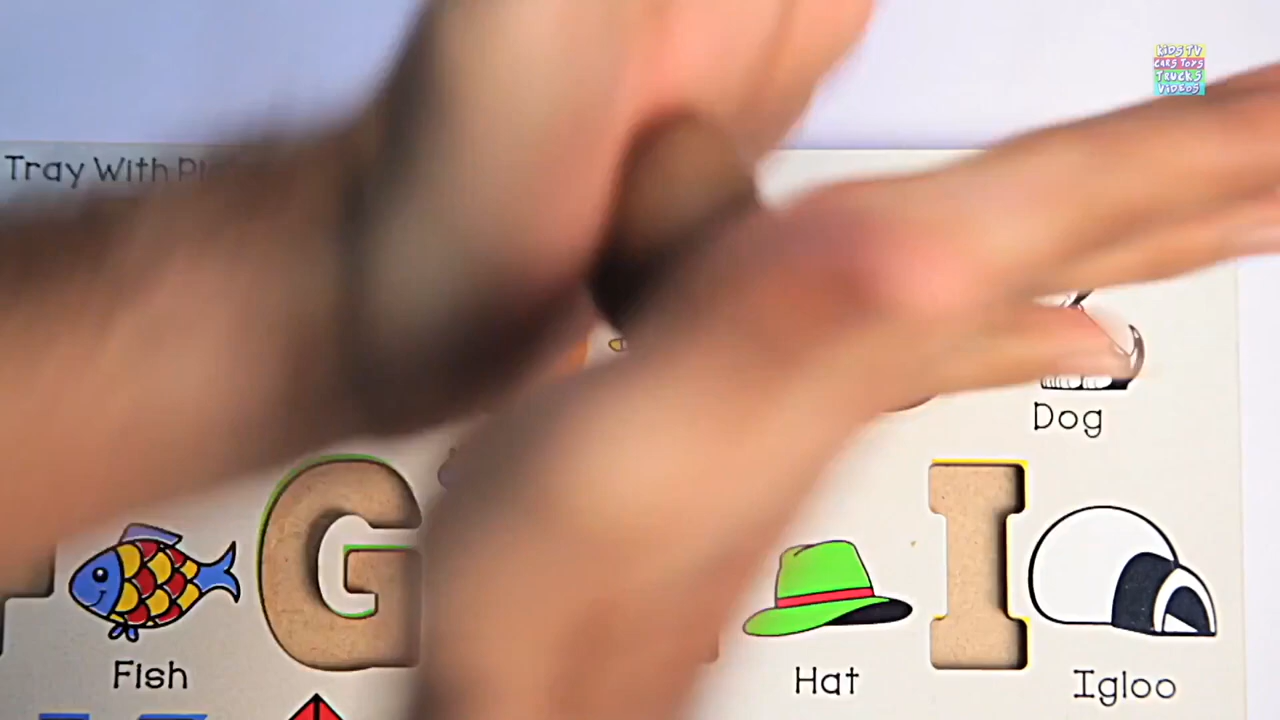 KiDS TV
CARS TOYS
TRUCKS
ViDEOS
Tray With
Dog
G
I
Fish
Hat
Igloo